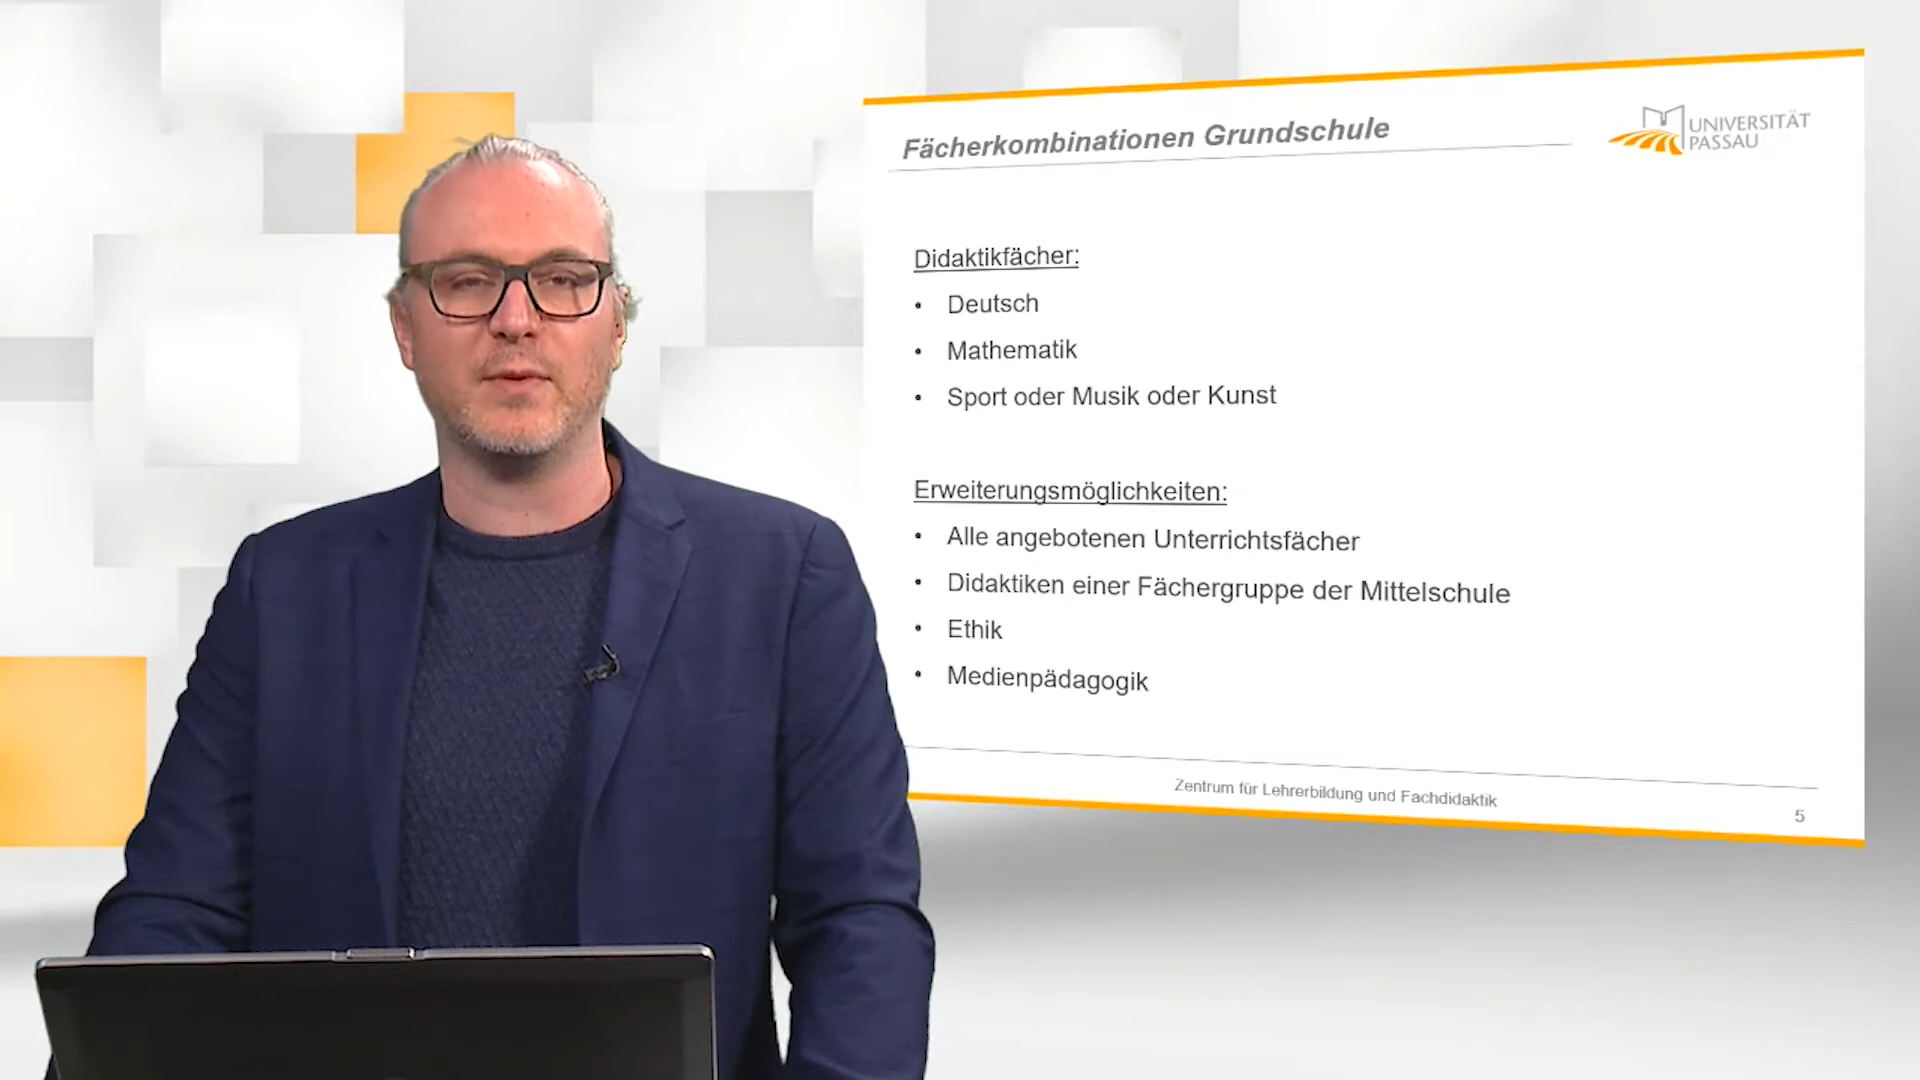 Fächerkombinationen Grundschule
UNIVERSITÄT
PASSAU
Didaktikfächer:
• Deutsch
• Mathematik
• Sport oder Musik oder Kunst
Erweiterungsmöglichkeiten:
• Alle angebotenen Unterrichtsfächer
• Didaktiken einer Fächergruppe der Mittelschule
• Ethik
• Medienpädagogik
Zentrum für Lehrerbildung und Fachdidaktik
5